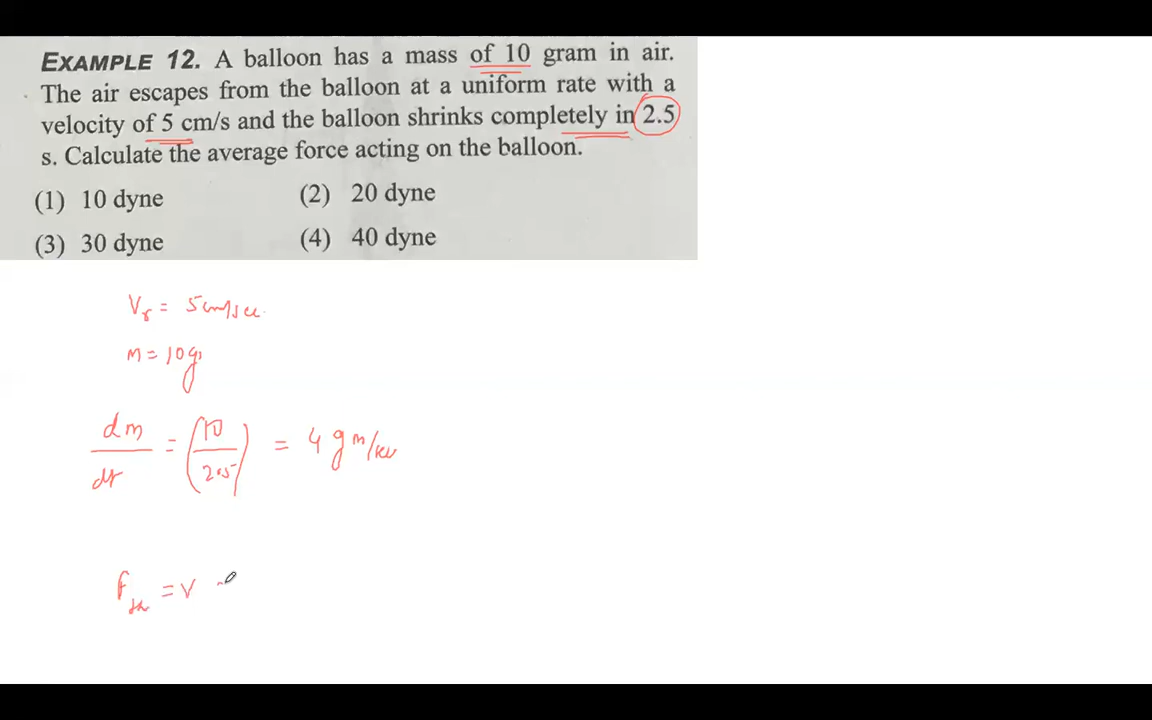 EXAMPLE 12. A balloon has a mass of 10 gram in air.
The air escapes from the balloon at a uniform rate with a
velocity of 5 cm/s and the balloon shrinks completely in 2.5
s. Calculate the average force acting on the balloon.
(1) 10 dyne (2) 20 dyne
(3) 30 dyne (4) 40 dyne
Vr = 5cm/sec.
m = 10g
dm/dt = (10/2.5) = 4 gm/sec
Fth = v